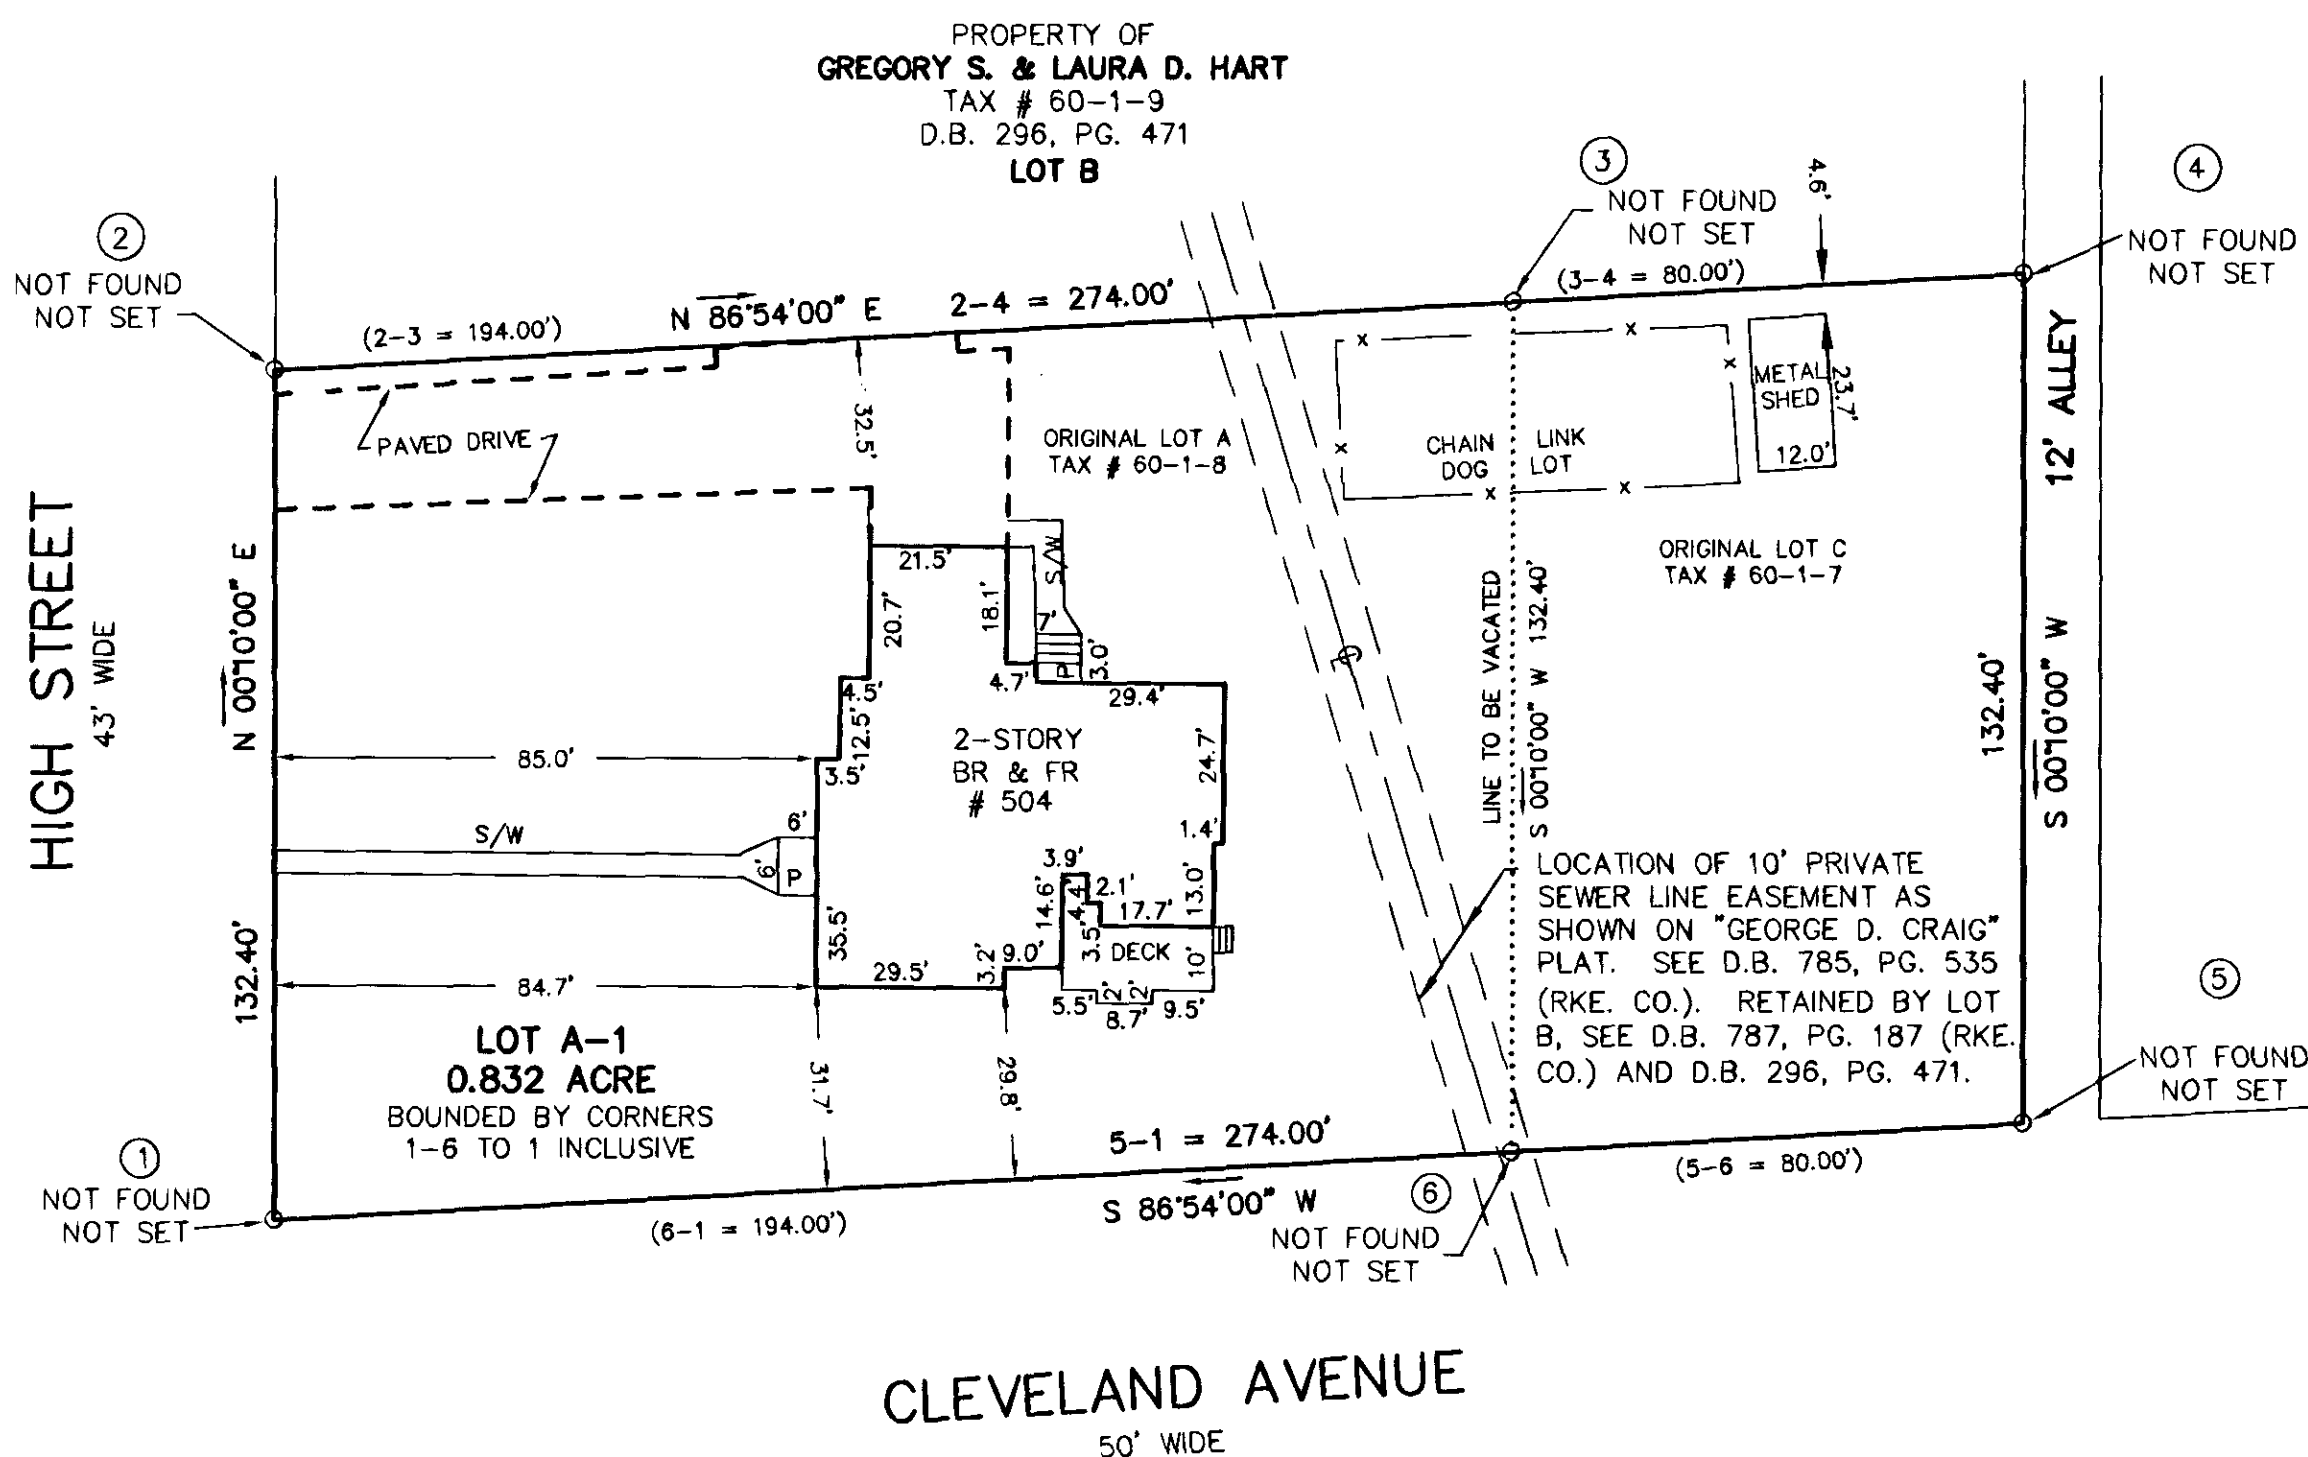 PROPERTY OF
GREGORY S. & LAURA D. HART
TAX # 60-1-9
D.B. 296, PG. 471
LOT B
2
NOT FOUND
NOT SET
3
NOT FOUND
NOT SET
4.6'
4
NOT FOUND
NOT SET
(2-3 = 194.00')
N 86°54'00" E
2-4 = 274.00'
(3-4 = 80.00')
PAVED DRIVE
32.5'
ORIGINAL LOT A
TAX # 60-1-8
CHAIN LINK
DOG LOT
METAL
SHED
23.7'
12.0'
12' ALLEY
HIGH STREET
43' WIDE
N 00°10'00" E
132.40'
21.5'
20.7'
18.1'
S/W
7'
P
3.0'
4.7'
29.4'
4.5'
12.5'
3.5'
85.0'
2-STORY
BR & FR
# 504
24.7'
1.4'
13.0'
S/W
6'
6'
P
35.5'
3.9'
14.6'
4.4'
2.1'
17.7'
3.5'
DECK
10'
3.2'
9.0'
29.5'
84.7'
5.5'
2'
2'
8.7'
9.5'
31.7'
29.8'
LINE TO BE VACATED
S 00°10'00" W 132.40'
ORIGINAL LOT C
TAX # 60-1-7
132.40'
S 00°10'00" W
LOCATION OF 10' PRIVATE
SEWER LINE EASEMENT AS
SHOWN ON "GEORGE D. CRAIG"
PLAT. SEE D.B. 785, PG. 535
(RKE. CO.). RETAINED BY LOT
B, SEE D.B. 787, PG. 187 (RKE.
CO.) AND D.B. 296, PG. 471.
5
NOT FOUND
NOT SET
LOT A-1
0.832 ACRE
BOUNDED BY CORNERS
1-6 TO 1 INCLUSIVE
1
NOT FOUND
NOT SET
(6-1 = 194.00')
5-1 = 274.00'
S 86°54'00" W
6
NOT FOUND
NOT SET
(5-6 = 80.00')
CLEVELAND AVENUE
50' WIDE